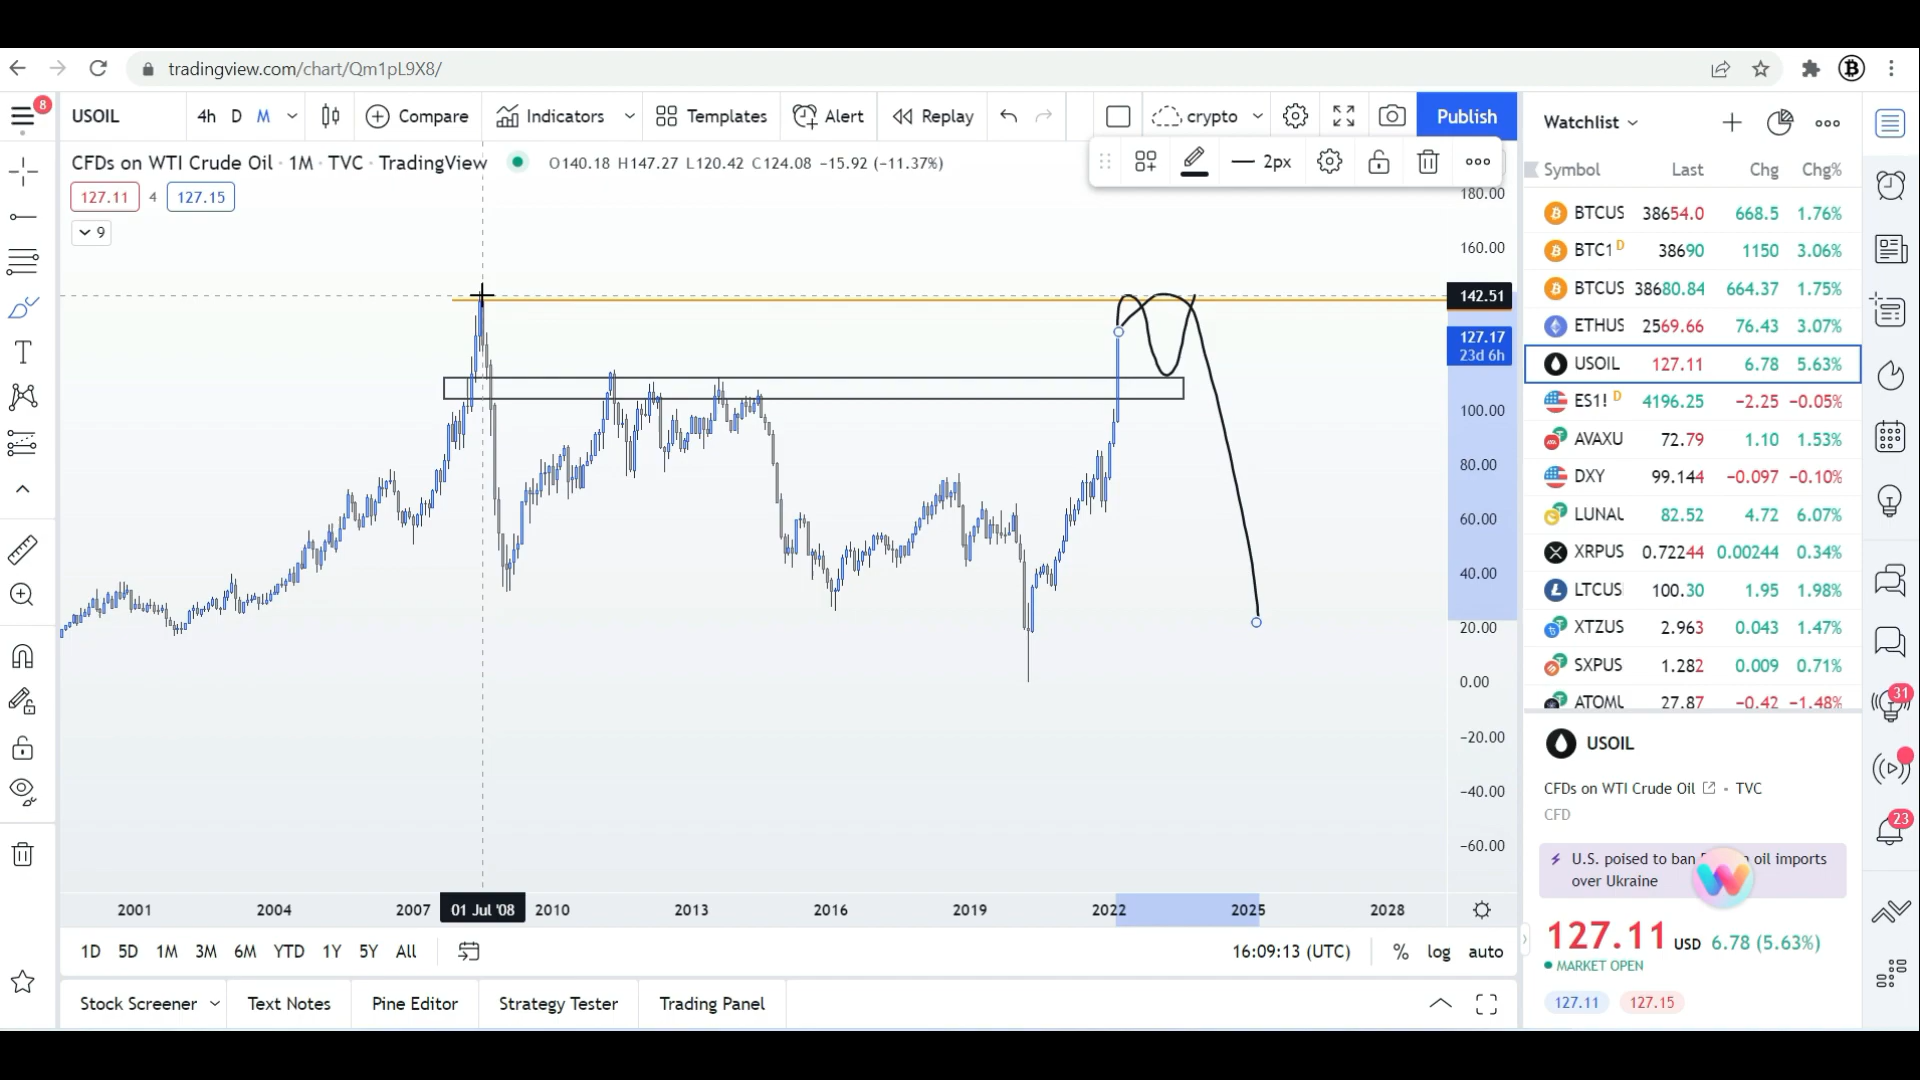 tradingview.com/chart/Qm1pL9X8/
8
USOIL 4h D M Compare Indicators Templates Alert Replay crypto Publish
CFDs on WTI Crude Oil · 1M · TVC · TradingView O140.18 H147.27 L120.42 C124.08 −15.92 (−11.37%)
2px
127.11 4 127.15
9
180.00
160.00
142.51
127.17
23d 6h
100.00
80.00
60.00
40.00
20.00
0.00
−20.00
−40.00
−60.00
2001 2004 2007 01 Jul '08 2010 2013 2016 2019 2022 2025 2028
1D 5D 1M 3M 6M YTD 1Y 5Y All 16:09:13 (UTC) % log auto
Stock Screener Text Notes Pine Editor Strategy Tester Trading Panel
Watchlist
Symbol Last Chg Chg%
BTCUS 38654.0 668.5 1.76%
BTC1 D 38690 1150 3.06%
BTCUS 38680.84 664.37 1.75%
ETHUS 2569.66 76.43 3.07%
USOIL 127.11 6.78 5.63%
ES1! D 4196.25 −2.25 −0.05%
AVAXU 72.79 1.10 1.53%
DXY 99.144 −0.097 −0.10%
LUNAU 82.52 4.72 6.07%
XRPUS 0.72244 0.00244 0.34%
LTCUS 100.30 1.95 1.98%
XTZUS 2.963 0.043 1.47%
SXPUS 1.282 0.009 0.71%
ATOMU 27.87 −0.42 −1.48%
USOIL
CFDs on WTI Crude Oil TVC
CFD
U.S. poised to ban oil imports
over Ukraine
127.11 USD 6.78 (5.63%)
MARKET OPEN
127.11 127.15
31
23